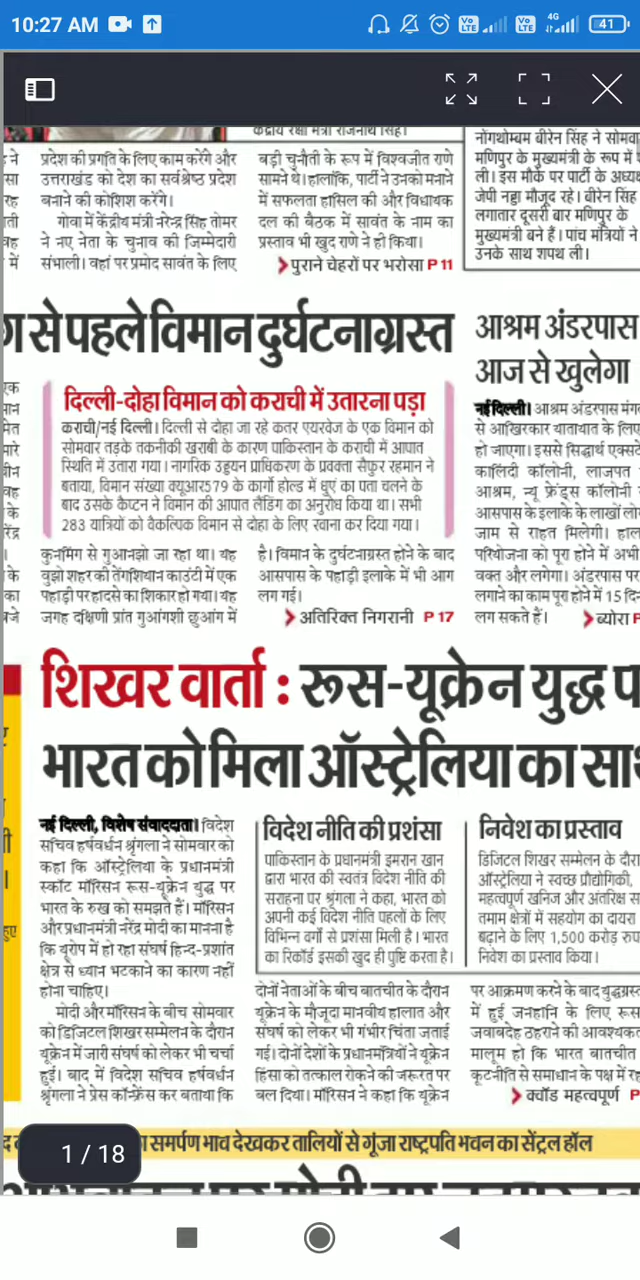 10:27 AM
Vo LTE
Vo LTE
4G
41
केंद्रीय रक्षा मंत्री राजनाथ सिंह।
प्रदेश की प्रगति के लिए काम करेंगे और
उत्तराखंड को देश का सर्वश्रेष्ठ प्रदेश
बनाने की कोशिश करेंगे।
गोवा में केंद्रीय मंत्री नरेन्द्र सिंह तोमर
ने नए नेता के चुनाव की जिम्मेदारी
संभाली। वहां पर प्रमोद सावंत के लिए
बड़ी चुनौती के रूप में विश्वजीत राणे
सामने थे। हालांकि, पार्टी ने उनको मनाने
में सफलता हासिल की और विधायक
दल की बैठक में सावंत के नाम का
प्रस्ताव भी खुद राणे ने ही किया।
पुराने चेहरों पर भरोसा P 11
नोंगथोम्बम बीरेन सिंह ने सोमवा
मणिपुर के मुख्यमंत्री के रूप में
ली। इस मौके पर पार्टी के अध्यक्ष
जेपी नड्डा मौजूद रहे। बीरेन सिंह
लगातार दूसरी बार मणिपुर के
मुख्यमंत्री बने हैं। पांच मंत्रियों ने
उनके साथ शपथ ली।
से पहले विमान दुर्घटनाग्रस्त
दिल्ली-दोहा विमान को कराची में उतारना पड़ा
कराची/नई दिल्ली। दिल्ली से दोहा जा रहे कतर एयरवेज के एक विमान को
सोमवार तड़के तकनीकी खराबी के कारण पाकिस्तान के कराची में आपात
स्थिति में उतारा गया। नागरिक उड्डयन प्राधिकरण के प्रवक्ता सैफुर रहमान ने
बताया, विमान संख्या क्यूआर579 के कार्गो होल्ड में धुएं का पता चलने के
बाद उसके कैप्टन ने विमान की आपात लैंडिंग का अनुरोध किया था। सभी
283 यात्रियों को वैकल्पिक विमान से दोहा के लिए रवाना कर दिया गया।
कुनमिंग से गुआनझो जा रहा था। यह
वुझो शहर की तेंगशियान काउंटी में एक
पहाड़ी पर हादसे का शिकार हो गया। यह
जगह दक्षिणी प्रांत गुआंगशी छुआंग में
है। विमान के दुर्घटनाग्रस्त होने के बाद
आसपास के पहाड़ी इलाके में भी आग
लग गई।
अतिरिक्त निगरानी P 17
आश्रम अंडरपास
आज से खुलेगा
नई दिल्ली। आश्रम अंडरपास मंग
से आखिरकार यातायात के लिए
हो जाएगा। इससे सिद्धार्थ एक्सटे
कालिंदी कॉलोनी, लाजपत
आश्रम, न्यू फ्रेंड्स कॉलोनी
आसपास के इलाके के लाखों लो
जाम से राहत मिलेगी। हाल
परियोजना को पूरा होने में अभी
वक्त और लगेगा। अंडरपास पर
लगाने का काम पूरा होने में 15 दि
लग सकते हैं।
ब्योरा P
शिखर वार्ता : रूस-यूक्रेन युद्ध प
भारत को मिला ऑस्ट्रेलिया का सा
नई दिल्ली, विशेष संवाददाता। विदेश
सचिव हर्षवर्धन श्रृंगला ने सोमवार को
कहा कि ऑस्ट्रेलिया के प्रधानमंत्री
स्कॉट मॉरिसन रूस-यूक्रेन युद्ध पर
भारत के रुख को समझते हैं। मॉरिसन
और प्रधानमंत्री नरेंद्र मोदी का मानना है
कि यूरोप में हो रहा संघर्ष हिन्द-प्रशांत
क्षेत्र से ध्यान भटकाने का कारण नहीं
होना चाहिए।
मोदी और मॉरिसन के बीच सोमवार
को डिजिटल शिखर सम्मेलन के दौरान
यूक्रेन में जारी संघर्ष को लेकर भी चर्चा
हुई। बाद में विदेश सचिव हर्षवर्धन
श्रृंगला ने प्रेस कॉन्फ्रेंस कर बताया कि
विदेश नीति की प्रशंसा
पाकिस्तान के प्रधानमंत्री इमरान खान
द्वारा भारत की स्वतंत्र विदेश नीति की
सराहना पर श्रृंगला ने कहा, भारत को
अपनी कई विदेश नीति पहलों के लिए
विभिन्न वर्गों से प्रशंसा मिली है। भारत
का रिकॉर्ड इसकी खुद ही पुष्टि करता है।
निवेश का प्रस्ताव
डिजिटल शिखर सम्मेलन के दौरा
ऑस्ट्रेलिया ने स्वच्छ प्रौद्योगिकी,
महत्वपूर्ण खनिज और अंतरिक्ष स
तमाम क्षेत्रों में सहयोग का दायरा
बढ़ाने के लिए 1,500 करोड़ रुप
निवेश का प्रस्ताव किया।
दोनों नेताओं के बीच बातचीत के दौरान
यूक्रेन के मौजूदा मानवीय हालात और
संघर्ष को लेकर भी गंभीर चिंता जताई
गई। दोनों देशों के प्रधानमंत्रियों ने यूक्रेन
हिंसा को तत्काल रोकने की जरूरत पर
बल दिया। मॉरिसन ने कहा कि यूक्रेन
पर आक्रमण करने के बाद युद्धग्रस्त
में हुई जनहानि के लिए रूस
जवाबदेह ठहराने की आवश्यकत
मालूम हो कि भारत बातचीत
कूटनीति से समाधान के पक्ष में रह
क्वॉड महत्वपूर्ण P
1 / 18
समर्पण भाव देखकर तालियों से गूंजा राष्ट्रपति भवन का सेंट्रल हॉल